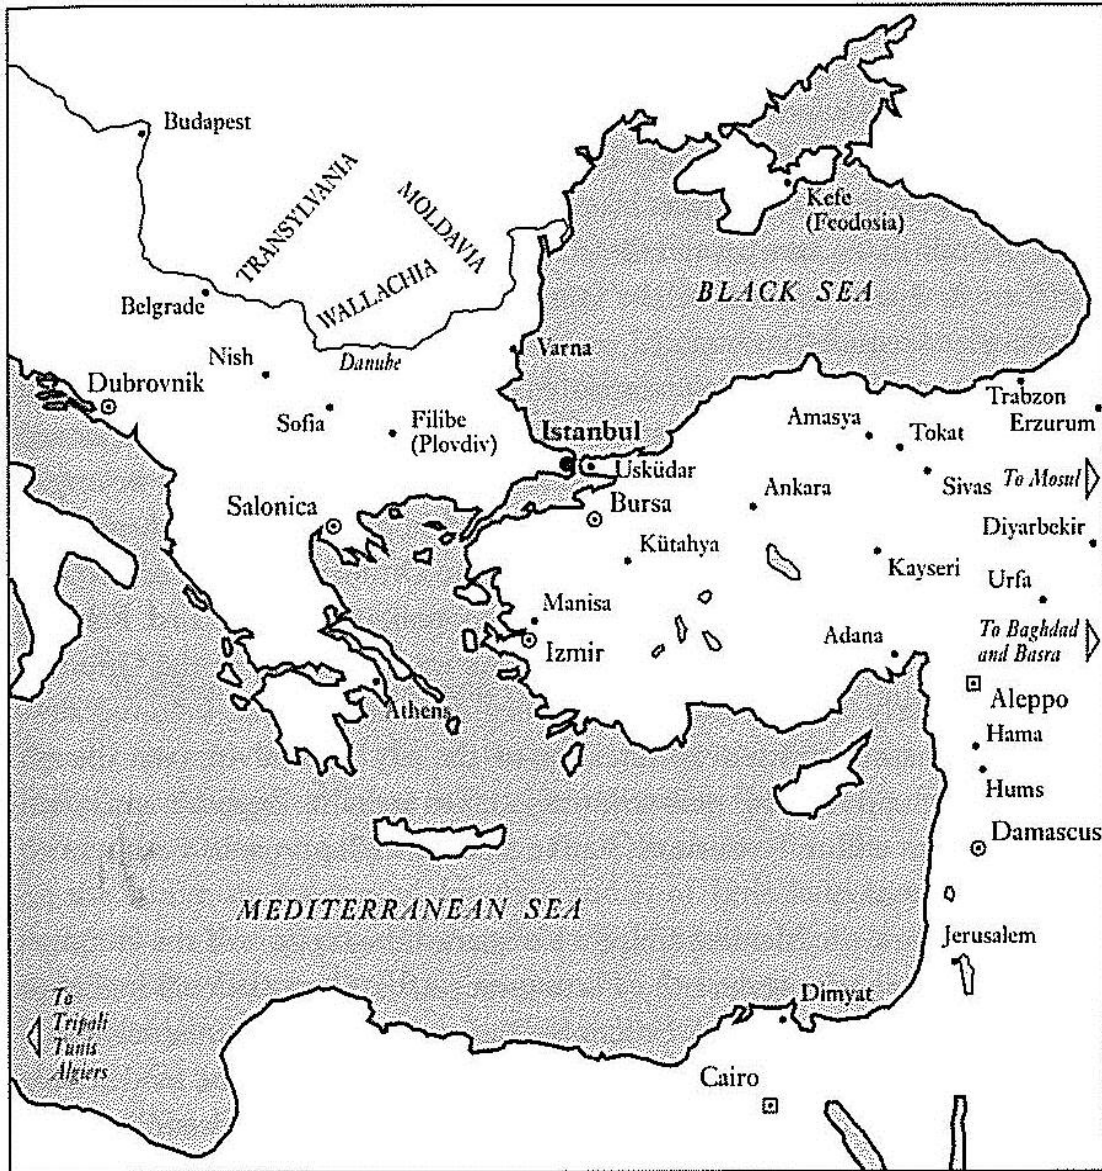 Budapest
TRANSYLVANIA
MOLDAVIA
WALLACHIA
Kefe
(Feodosia)
BLACK SEA
Belgrade
Danube
Varna
Nish
Dubrovnik
Sofia
Filibe
(Plovdiv)
Istanbul
Usküdar
Amasya
Tokat
Trabzon
Erzurum
Sivas
To Mosul
Salonica
Bursa
Ankara
Diyarbekir
Kütahya
Kayseri
Urfa
Manisa
Izmir
Adana
To Baghdad
and Basra
Athens
Aleppo
Hama
Hums
Damascus
MEDITERRANEAN SEA
Jerusalem
To
Tripoli
Tunis
Algiers
Dimyat
Cairo